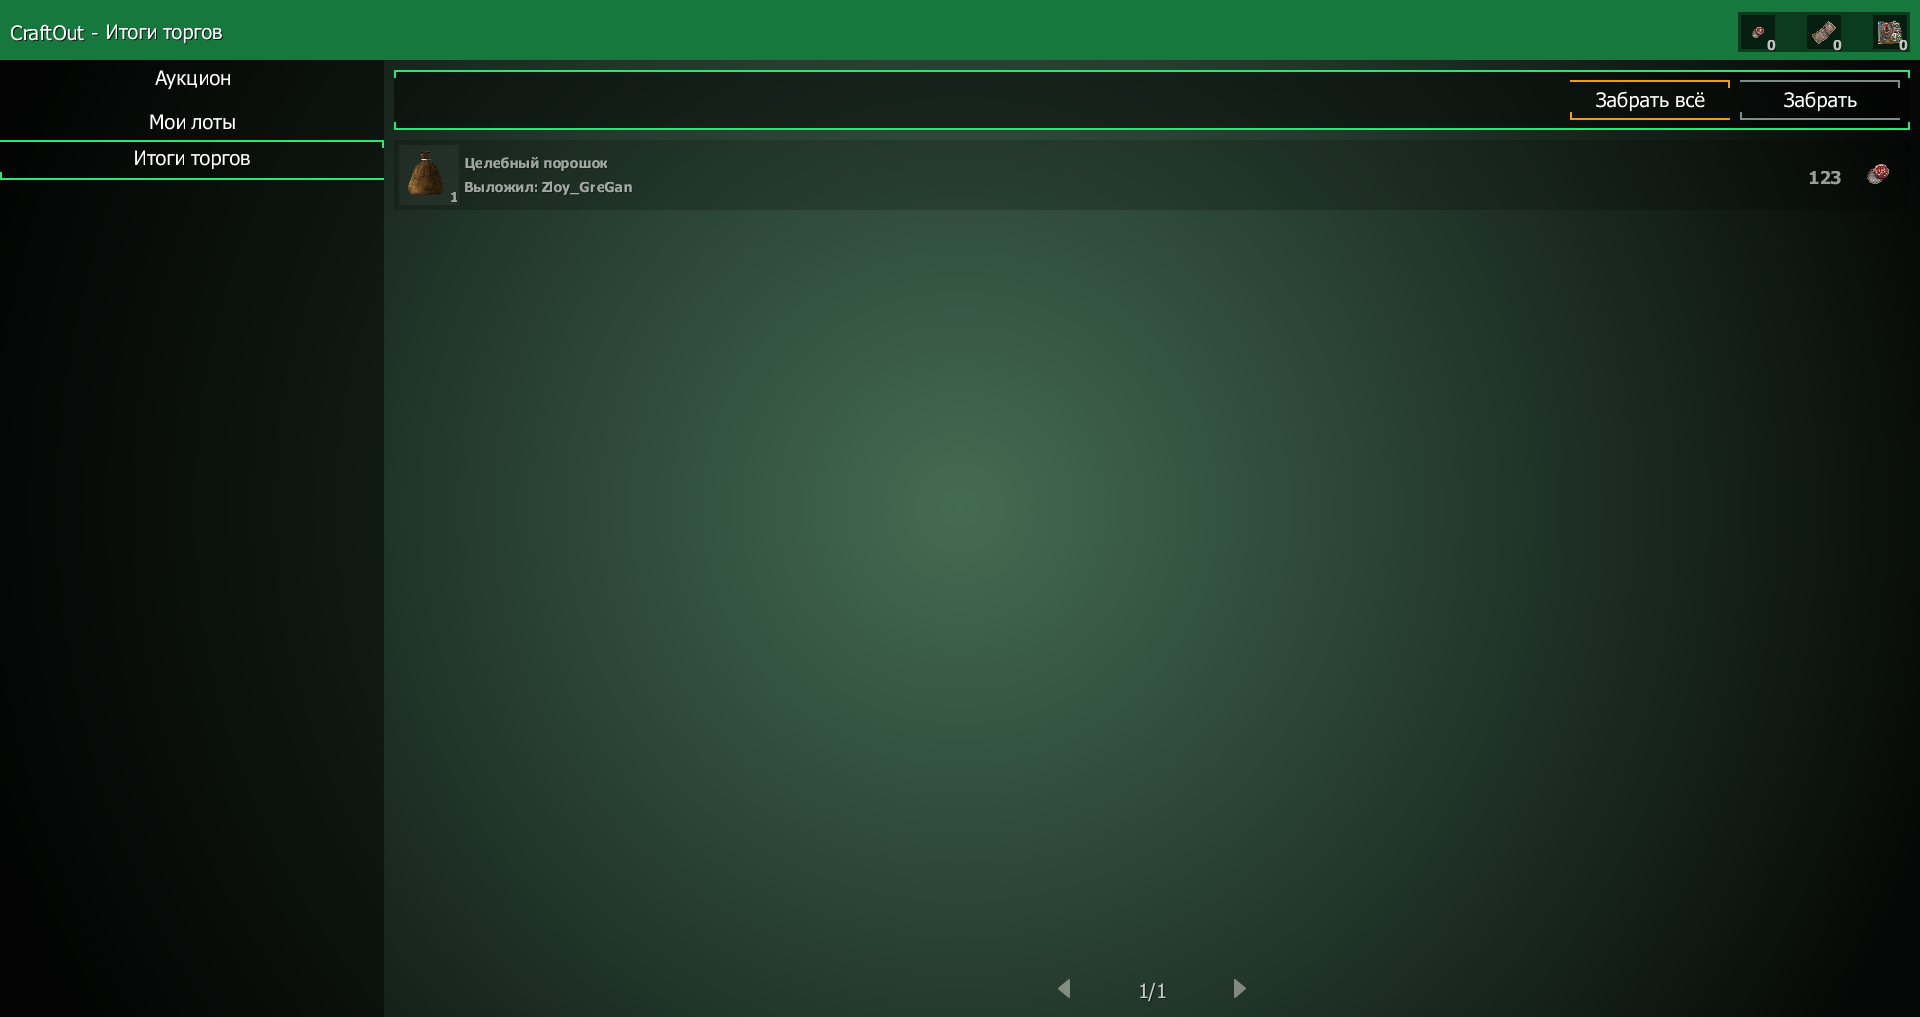 CraftOut - Итоги торгов
0 0 0
Аукцион
Мои лоты
Итоги торгов
Забрать всё Забрать
Целебный порошок
Выложил: Zloy_GreGan
1
123
1/1